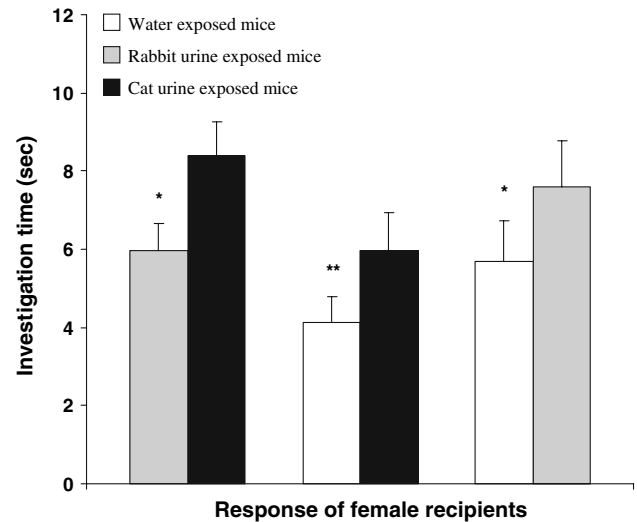 12
10
8
6
4
2
0
Investigation time (sec)
Water exposed mice
Rabbit urine exposed mice
Cat urine exposed mice
*
**
*
Response of female recipients